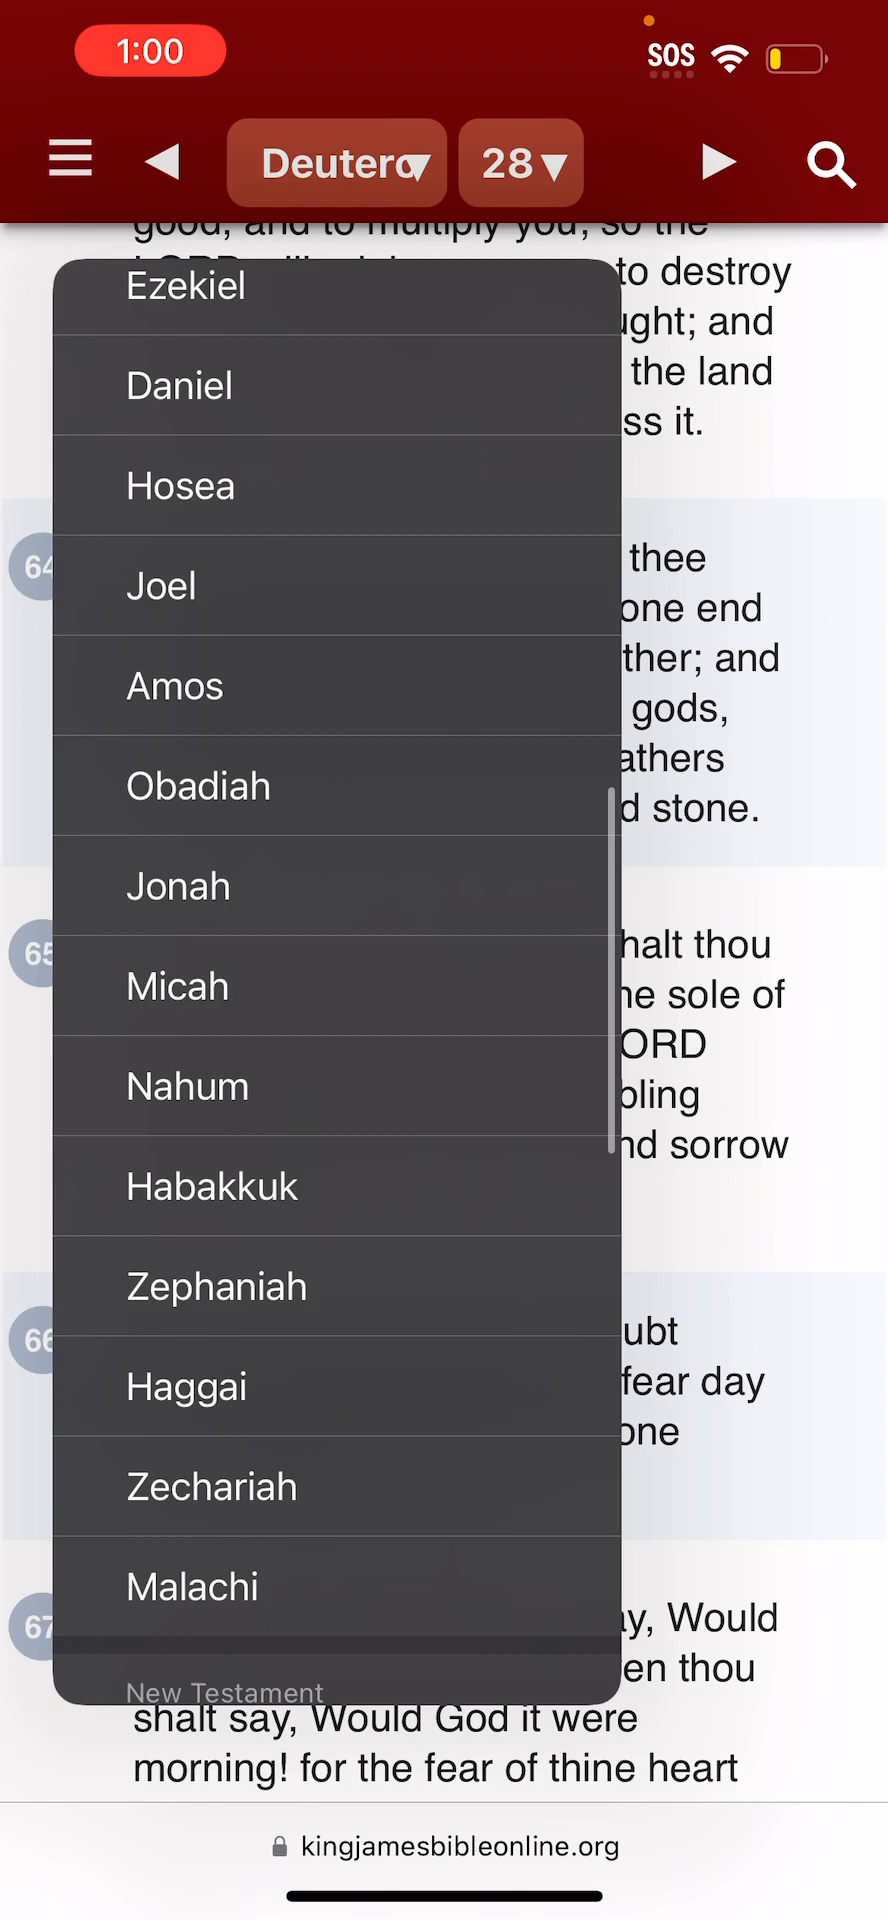 1:00
SOS
Deutero
28
good, and to multiply you; so the
to destroy
ught; and
the land
ss it.
Ezekiel
Daniel
Hosea
Joel
Amos
Obadiah
Jonah
Micah
Nahum
Habakkuk
Zephaniah
Haggai
Zechariah
Malachi
New Testament
64
thee
one end
ther; and
gods,
athers
d stone.
65
halt thou
he sole of
ORD
bling
nd sorrow
66
ubt
fear day
one
67
ay, Would
en thou
shalt say, Would God it were
morning! for the fear of thine heart
kingjamesbibleonline.org